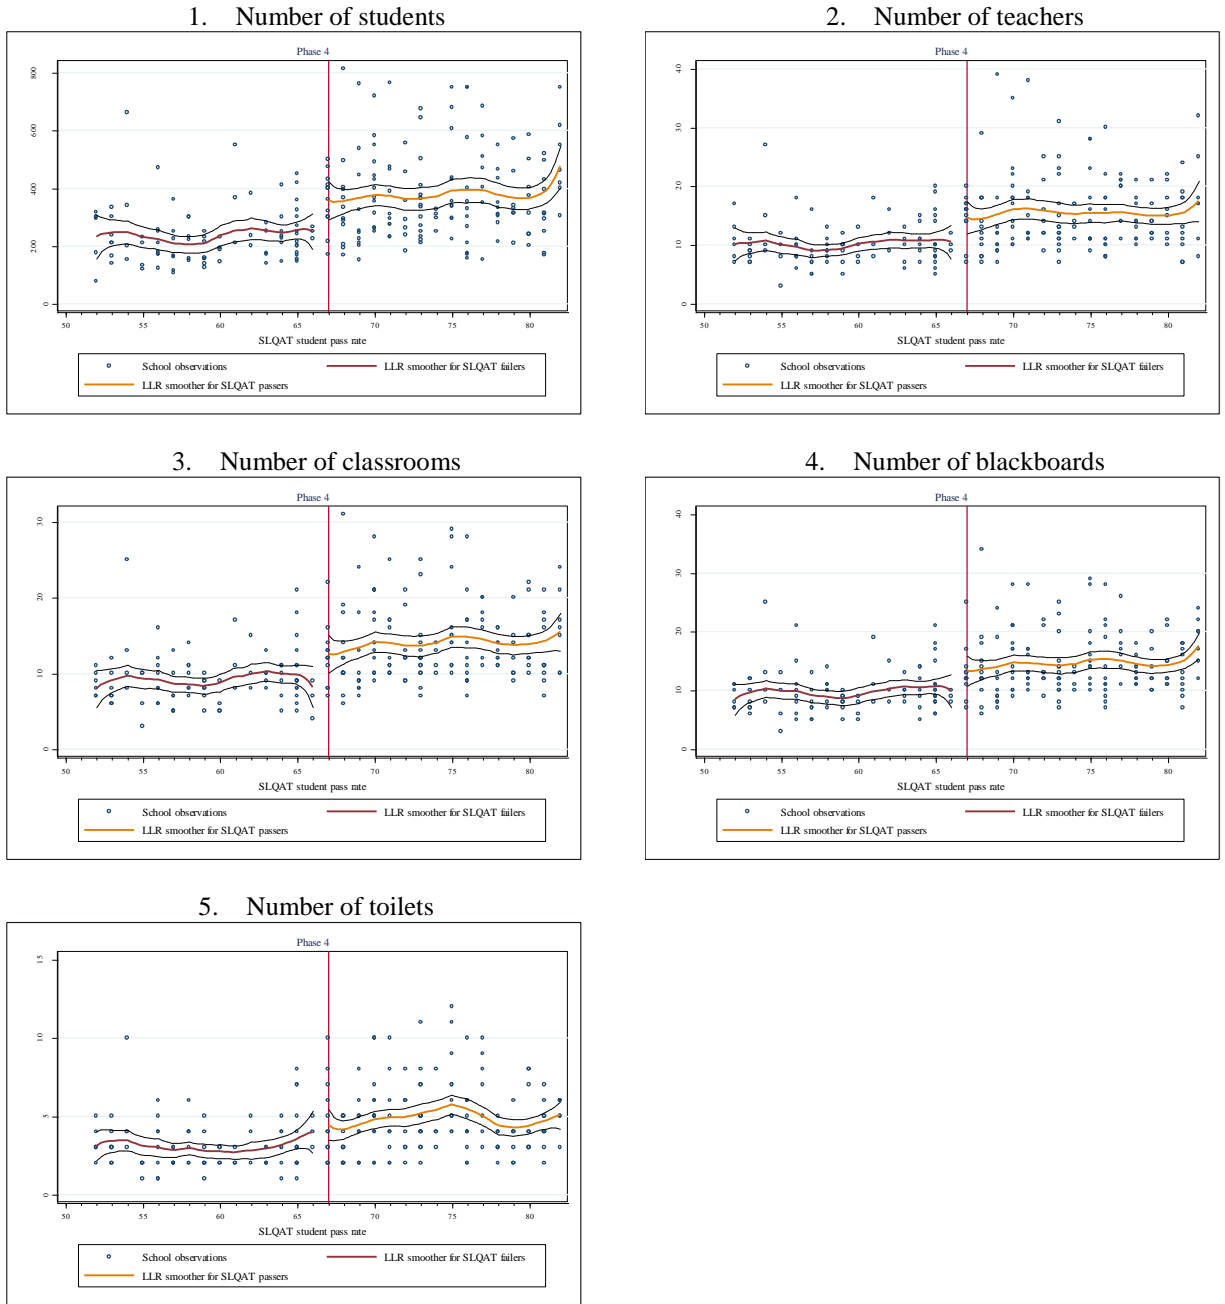 1. Number of students
Phase 4
800
600
400
200
0
50 55 60 65 70 75 80
SLQAT student pass rate
School observations LLR smoother for SLQAT failers
LLR smoother for SLQAT passers
2. Number of teachers
Phase 4
40
30
20
10
0
50 55 60 65 70 75 80
SLQAT student pass rate
School observations LLR smoother for SLQAT failers
LLR smoother for SLQAT passers
3. Number of classrooms
Phase 4
30
20
10
0
50 55 60 65 70 75 80
SLQAT student pass rate
School observations LLR smoother for SLQAT failers
LLR smoother for SLQAT passers
4. Number of blackboards
Phase 4
40
30
20
10
0
50 55 60 65 70 75 80
SLQAT student pass rate
School observations LLR smoother for SLQAT failers
LLR smoother for SLQAT passers
5. Number of toilets
Phase 4
15
10
5
0
50 55 60 65 70 75 80
SLQAT student pass rate
School observations LLR smoother for SLQAT failers
LLR smoother for SLQAT passers